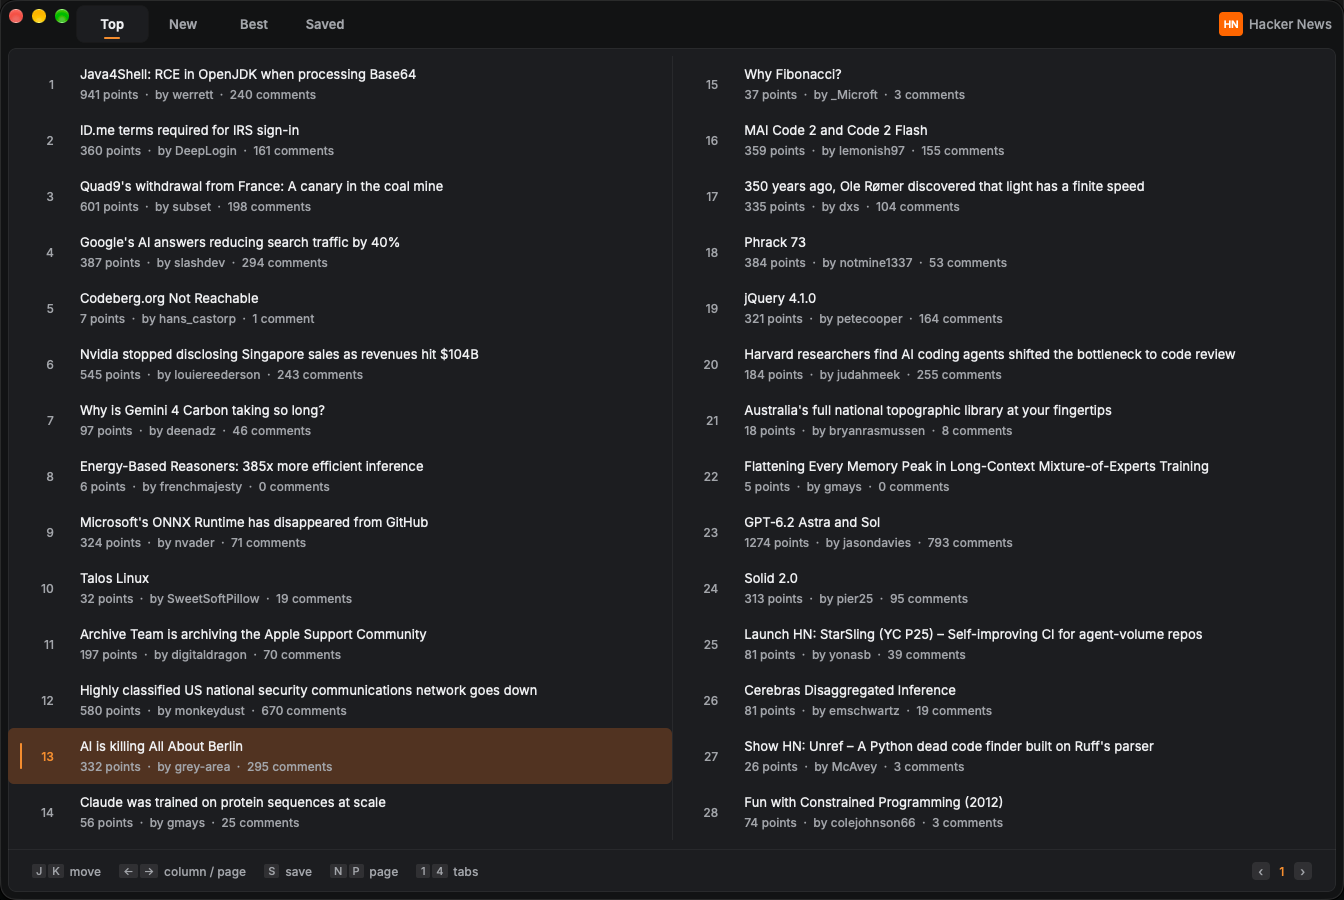 Top New Best Saved
HN Hacker News
1
Java4Shell: RCE in OpenJDK when processing Base64
941 points · by werrett · 240 comments
2
ID.me terms required for IRS sign-in
360 points · by DeepLogin · 161 comments
3
Quad9's withdrawal from France: A canary in the coal mine
601 points · by subset · 198 comments
4
Google's AI answers reducing search traffic by 40%
387 points · by slashdev · 294 comments
5
Codeberg.org Not Reachable
7 points · by hans_castorp · 1 comment
6
Nvidia stopped disclosing Singapore sales as revenues hit $104B
545 points · by louiereederson · 243 comments
7
Why is Gemini 4 Carbon taking so long?
97 points · by deenadz · 46 comments
8
Energy-Based Reasoners: 385x more efficient inference
6 points · by frenchmajesty · 0 comments
9
Microsoft's ONNX Runtime has disappeared from GitHub
324 points · by nvader · 71 comments
10
Talos Linux
32 points · by SweetSoftPillow · 19 comments
11
Archive Team is archiving the Apple Support Community
197 points · by digitaldragon · 70 comments
12
Highly classified US national security communications network goes down
580 points · by monkeydust · 670 comments
13
AI is killing All About Berlin
332 points · by grey-area · 295 comments
14
Claude was trained on protein sequences at scale
56 points · by gmays · 25 comments
15
Why Fibonacci?
37 points · by _Microft · 3 comments
16
MAI Code 2 and Code 2 Flash
359 points · by lemonish97 · 155 comments
17
350 years ago, Ole Rømer discovered that light has a finite speed
335 points · by dxs · 104 comments
18
Phrack 73
384 points · by notmine1337 · 53 comments
19
jQuery 4.1.0
321 points · by petecooper · 164 comments
20
Harvard researchers find AI coding agents shifted the bottleneck to code review
184 points · by judahmeek · 255 comments
21
Australia's full national topographic library at your fingertips
18 points · by bryanrasmussen · 8 comments
22
Flattening Every Memory Peak in Long-Context Mixture-of-Experts Training
5 points · by gmays · 0 comments
23
GPT-6.2 Astra and Sol
1274 points · by jasondavies · 793 comments
24
Solid 2.0
313 points · by pier25 · 95 comments
25
Launch HN: StarSling (YC P25) – Self-improving CI for agent-volume repos
81 points · by yonasb · 39 comments
26
Cerebras Disaggregated Inference
81 points · by emschwartz · 19 comments
27
Show HN: Unref – A Python dead code finder built on Ruff's parser
26 points · by McAvey · 3 comments
28
Fun with Constrained Programming (2012)
74 points · by colejohnson66 · 3 comments
J K move ← → column / page S save N P page 1 4 tabs
‹ 1 ›